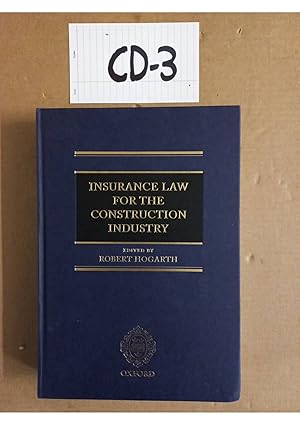 CD-3
INSURANCE LAW
FOR THE
CONSTRUCTION
INDUSTRY
EDITED BY
ROBERT HOGARTH
OXFORD